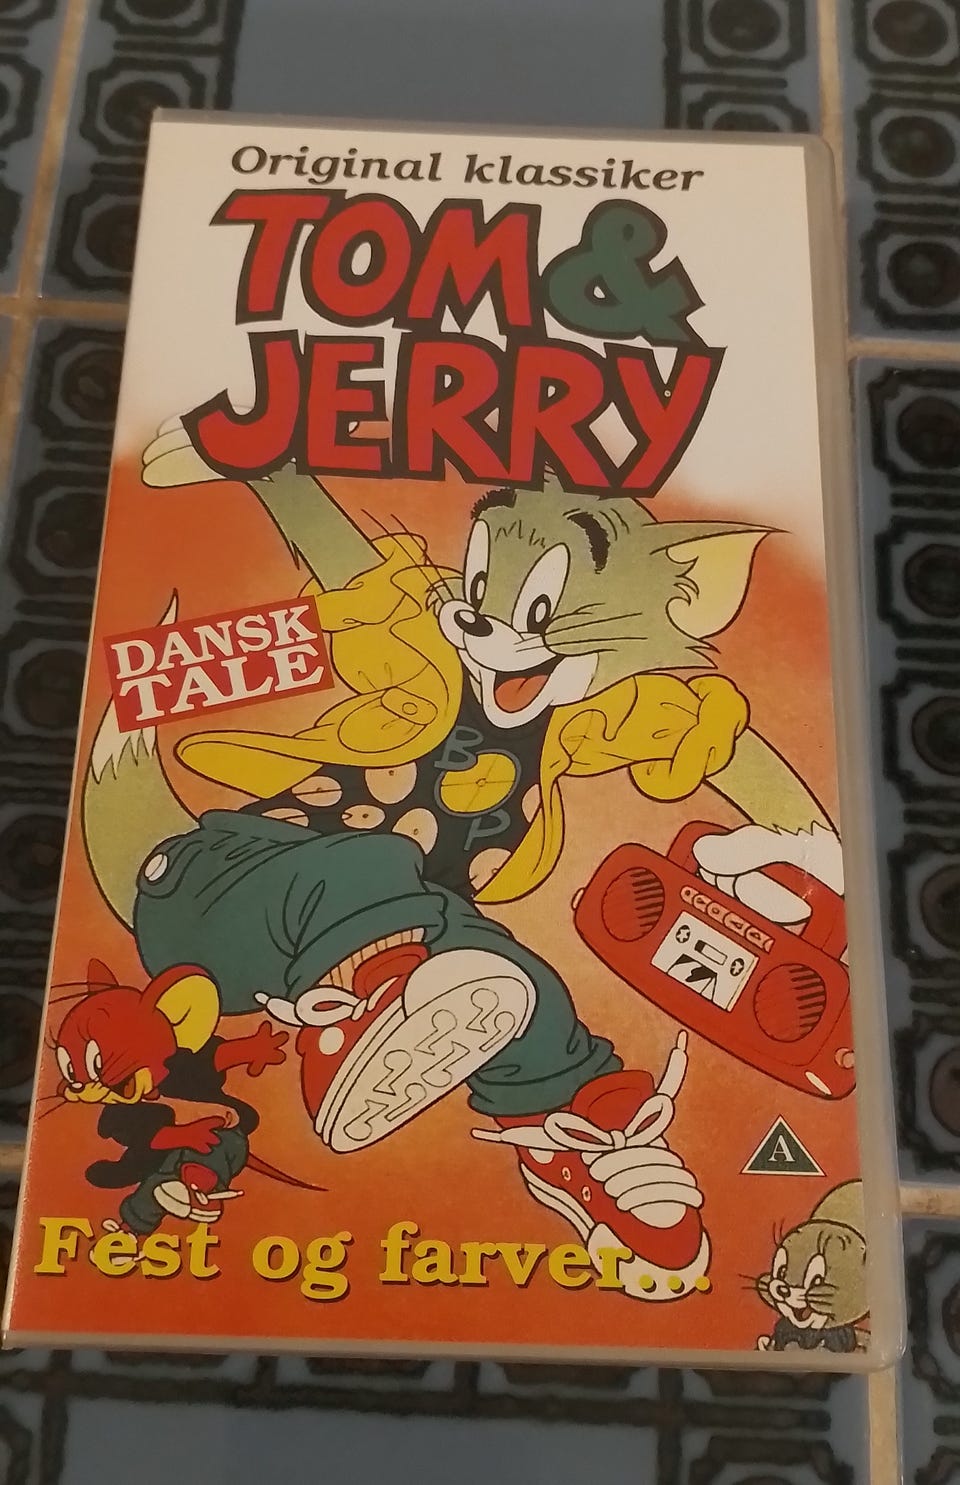 Original klassiker
TOM &
JERRY
DANSK
TALE
BOP
A
Fest og farver...